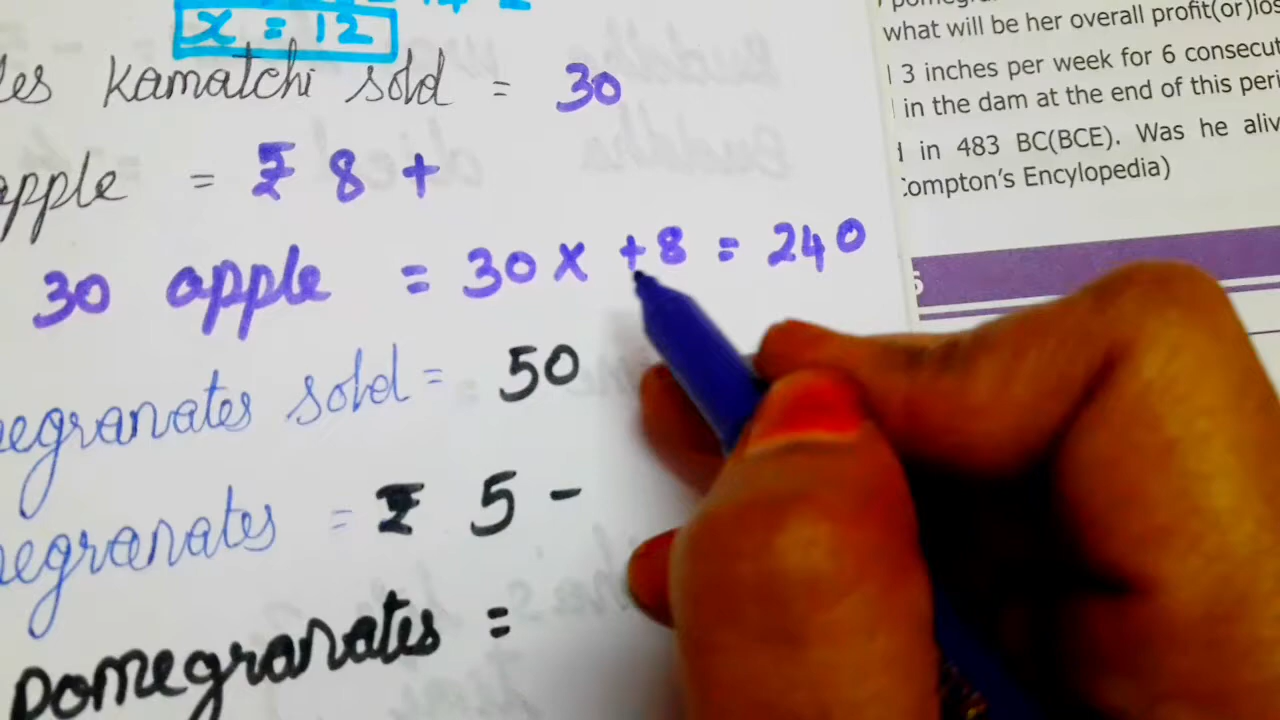 x = 12
Kamatchi sold = 30
apple = ₹ 8 +
30 apple = 30 x +8 = 240
egranates sold = 50
egranates = ₹ 5 -
Pomegranates =
what will be her overall profit(or)los
3 inches per week for 6 consecut
in the dam at the end of this peri
in 483 BC(BCE). Was he aliv
Compton's Encylopedia)